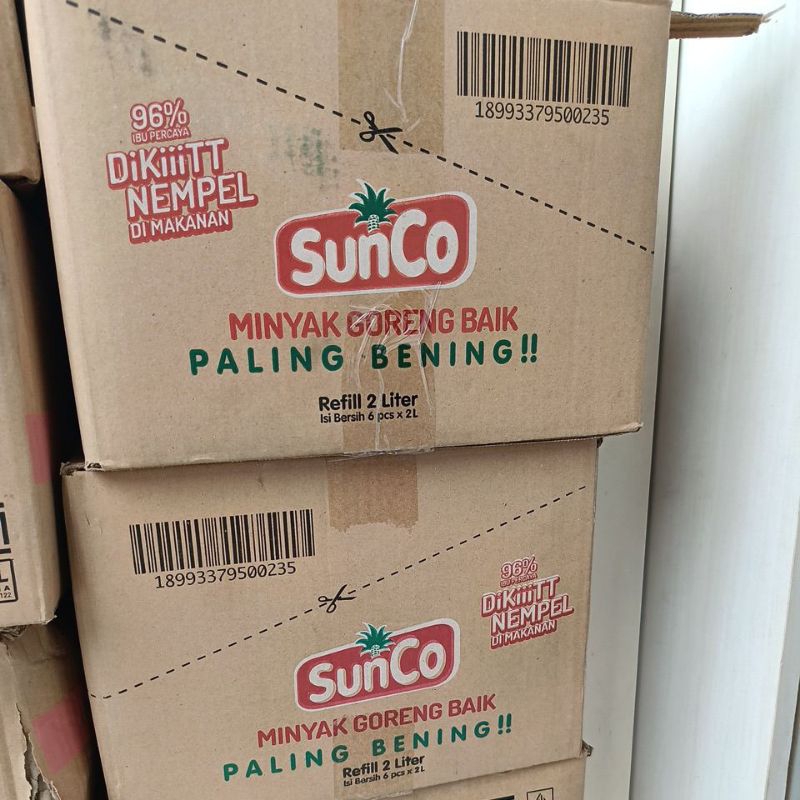 18993379500235
96%
IBU PERCAYA
DiKiiiTT
NEMPEL
DI MAKANAN
SunCo
MINYAK GORENG BAIK
PALING BENING!!
Refill 2 Liter
Isi Bersih 6 pcs x 2L
18993379500235
96%
IBU PERCAYA
DiKiiiTT
NEMPEL
DI MAKANAN
SunCo
MINYAK GORENG BAIK
PALING BENING!!
Refill 2 Liter
Isi Bersih 6 pcs x 2L
122